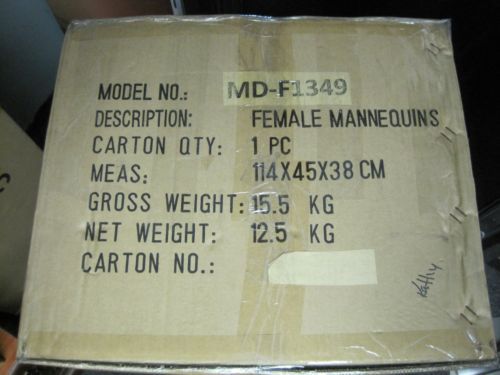 MODEL NO.: MD-F1349
DESCRIPTION: FEMALE MANNEQUINS
CARTON QTY: 1 PC
MEAS: 114X45X38 CM
GROSS WEIGHT: 15.5 KG
NET WEIGHT: 12.5 KG
CARTON NO.:
Kathy